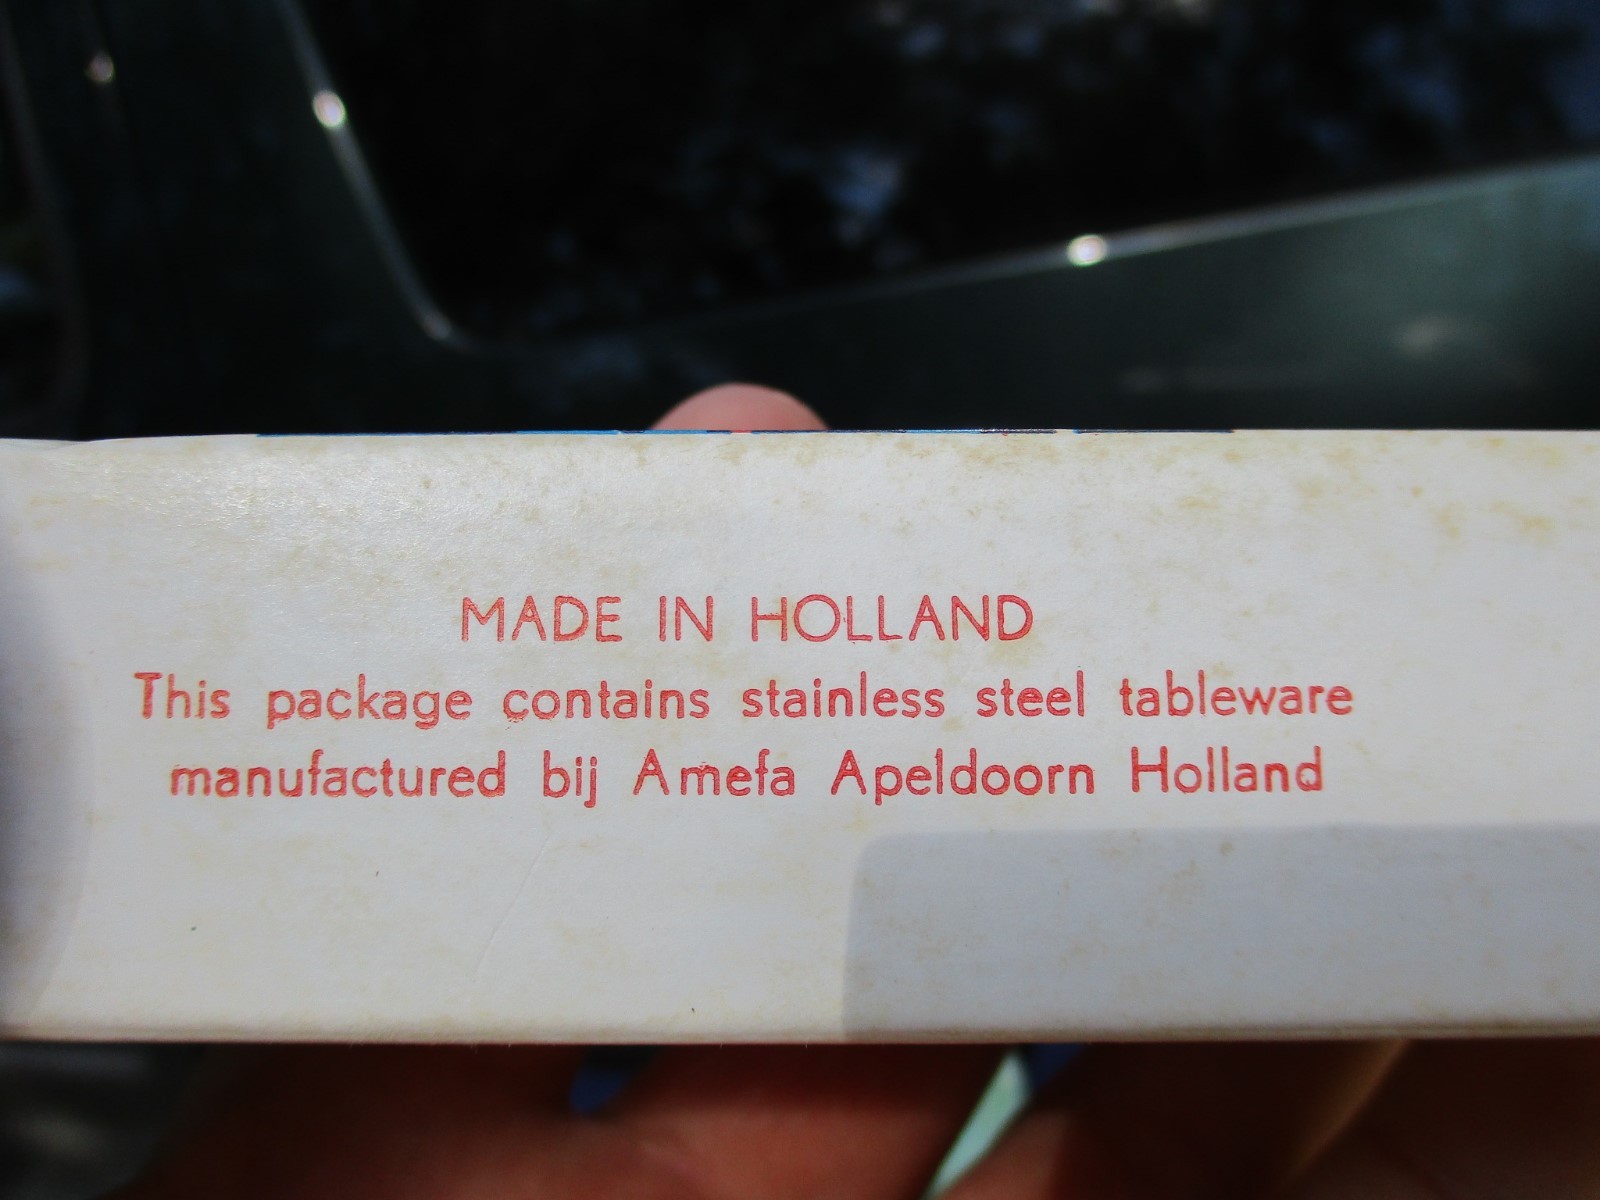 MADE IN HOLLAND
This package contains stainless steel tableware
manufactured bij Amefa Apeldoorn Holland